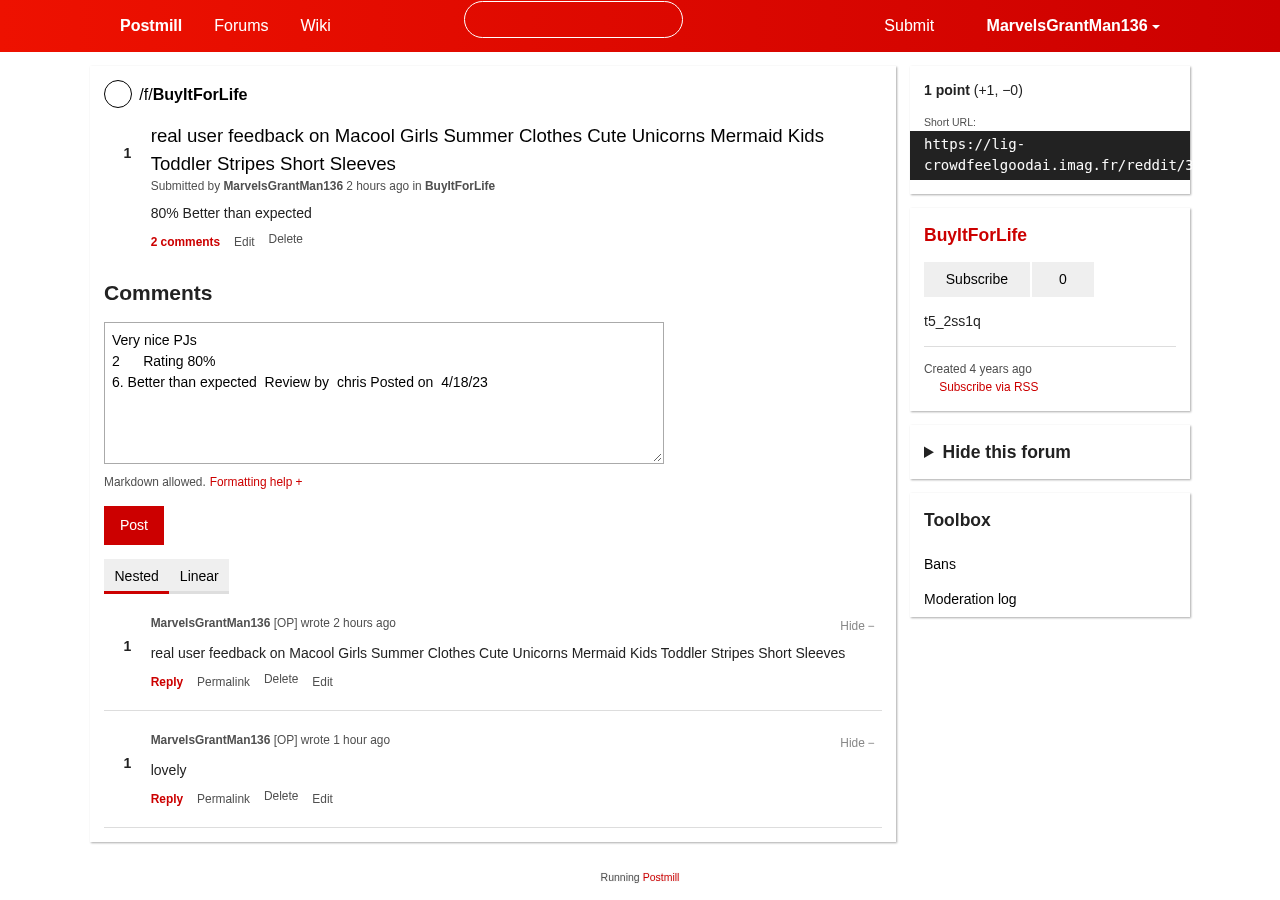 Postmill Forums Wiki Submit MarvelsGrantMan136
/f/BuyItForLife
real user feedback on Macool Girls Summer Clothes Cute Unicorns Mermaid Kids
1
Toddler Stripes Short Sleeves
Submitted by MarvelsGrantMan136 2 hours ago in BuyItForLife
80% Better than expected
2 comments Edit Delete
Comments
Very nice PJs
2 Rating 80%
6. Better than expected Review by chris Posted on 4/18/23
Markdown allowed. Formatting help +
Post
Nested Linear
MarvelsGrantMan136 [OP] wrote 2 hours ago Hide −
1
real user feedback on Macool Girls Summer Clothes Cute Unicorns Mermaid Kids Toddler Stripes Short Sleeves
Reply Permalink Delete Edit
MarvelsGrantMan136 [OP] wrote 1 hour ago Hide −
1
lovely
Reply Permalink Delete Edit
1 point (+1, −0)
Short URL:
https://lig-
crowdfeelgoodai.imag.fr/reddit/3
BuyItForLife
Subscribe 0
t5_2ss1q
Created 4 years ago
Subscribe via RSS
Hide this forum
Toolbox
Bans
Moderation log
Running Postmill